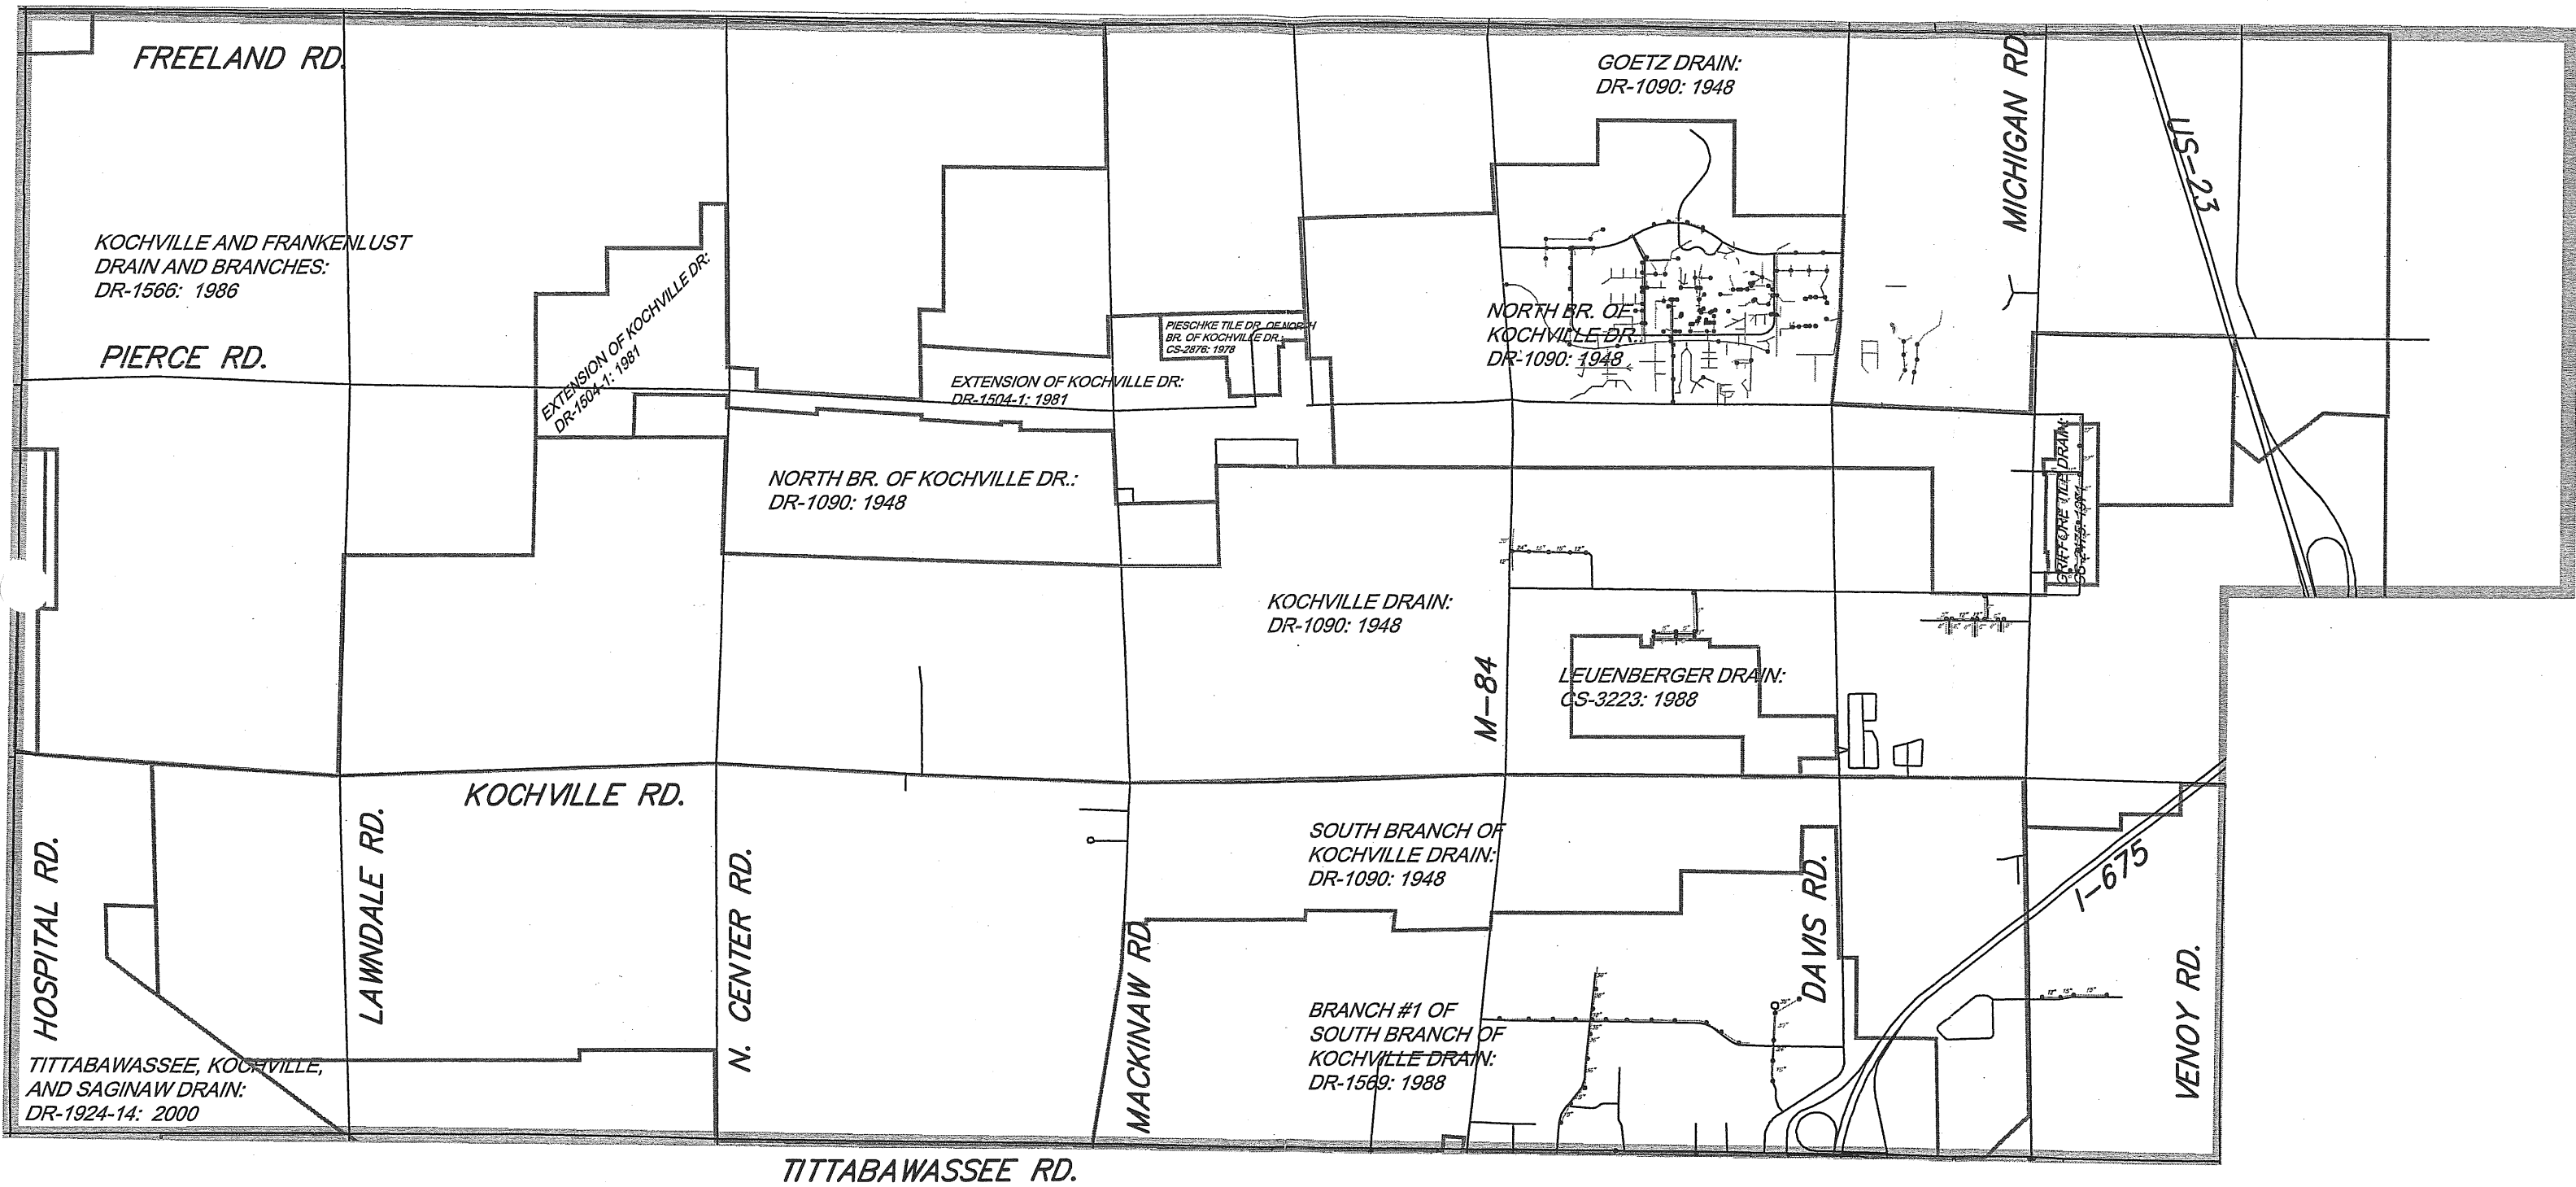 FREELAND RD.
GOETZ DRAIN:
DR-1090: 1948
MICHIGAN RD.
US-23
KOCHVILLE AND FRANKENLUST
DRAIN AND BRANCHES:
DR-1566: 1986
EXTENSION OF KOCHVILLE DR:
DR-1504-1: 1981
PIESCHKE TILE DR. OF NORTH
BR. OF KOCHVILLE DR.:
CS-2876: 1978
NORTH BR. OF
KOCHVILLE DR.:
DR-1090: 1948
PIERCE RD.
EXTENSION OF KOCHVILLE DR:
DR-1504-1: 1981
NORTH BR. OF KOCHVILLE DR.:
DR-1090: 1948
GRIFFORE TILE DRAIN:
KOCHVILLE DRAIN:
DR-1090: 1948
M-84
LEUENBERGER DRAIN:
CS-3223: 1988
KOCHVILLE RD.
HOSPITAL RD.
LAWNDALE RD.
N. CENTER RD.
MACKINAW RD.
SOUTH BRANCH OF
KOCHVILLE DRAIN:
DR-1090: 1948
DAVIS RD.
I-675
VENOY RD.
BRANCH #1 OF
SOUTH BRANCH OF
KOCHVILLE DRAIN:
DR-1569: 1988
TITTABAWASSEE, KOCHVILLE,
AND SAGINAW DRAIN:
DR-1924-14: 2000
TITTABAWASSEE RD.